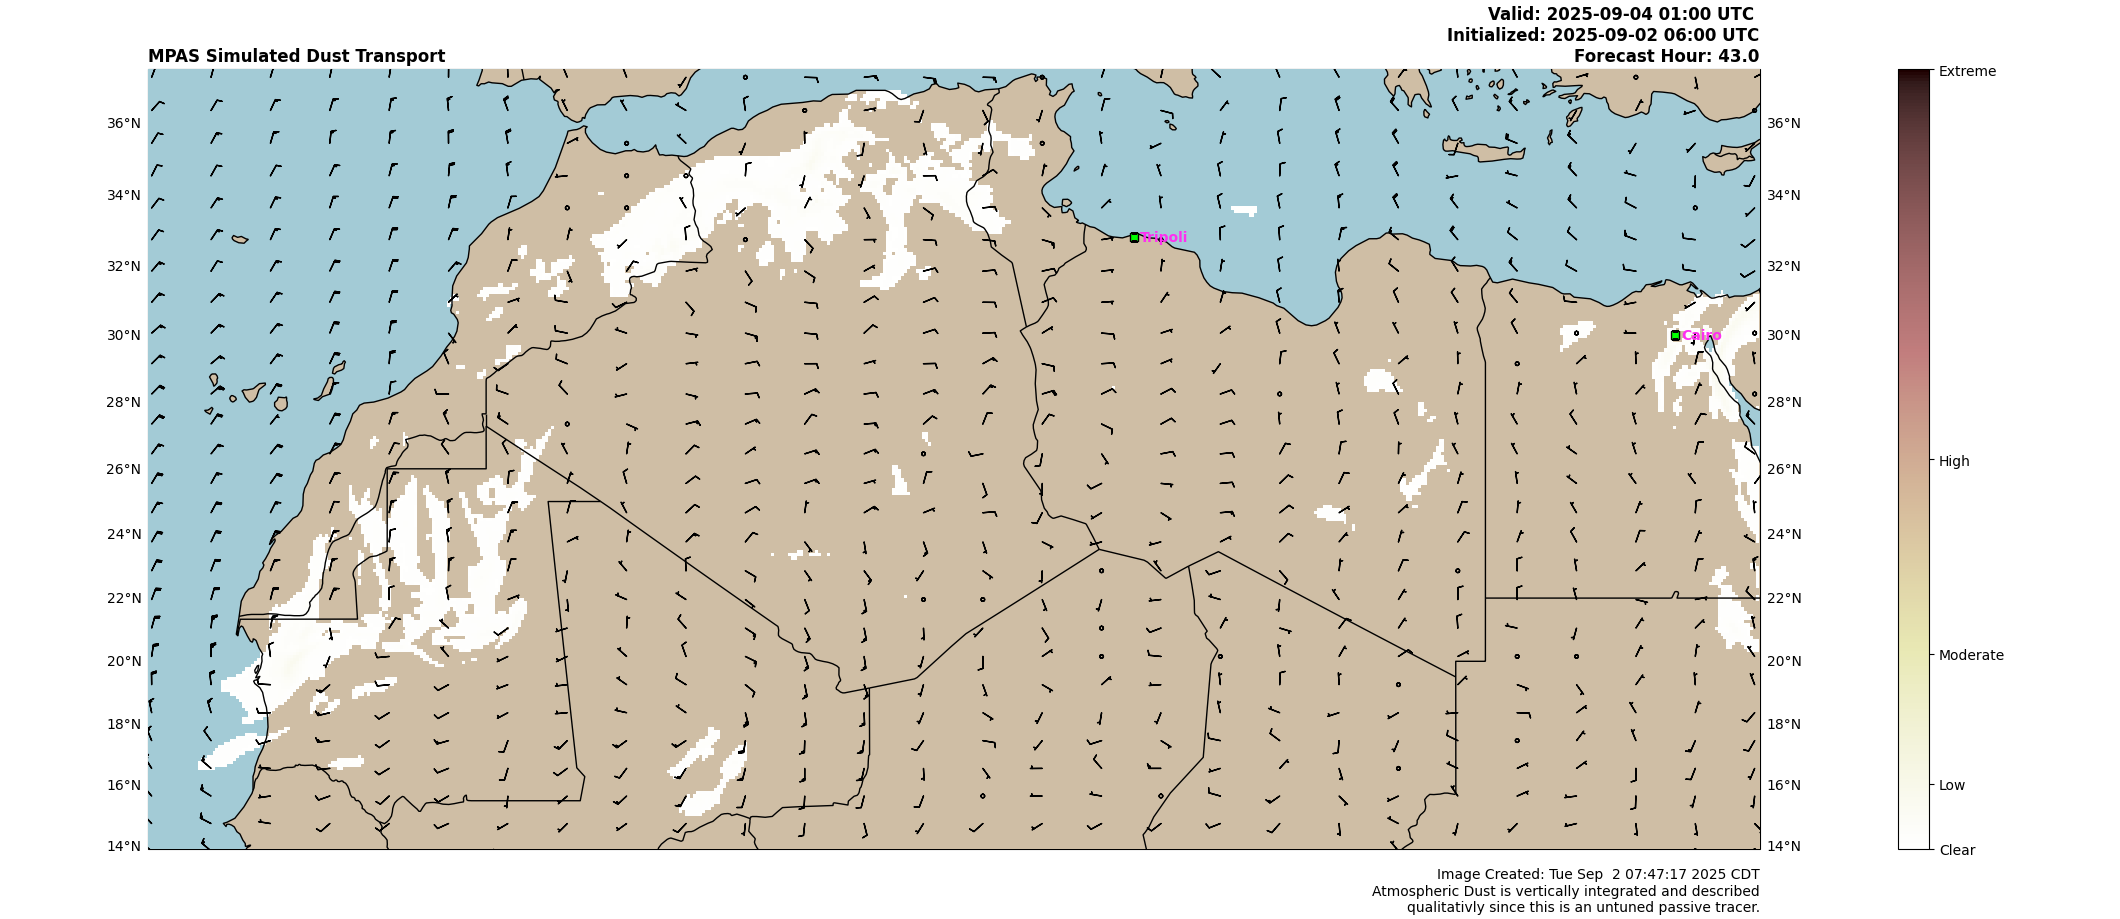 Valid: 2025-09-04 01:00 UTC
Initialized: 2025-09-02 06:00 UTC
MPAS Simulated Dust Transport
Forecast Hour: 43.0
Extreme
36°N
36°N
34°N
34°N
Tripoli
32°N
32°N
30°N
Cairo
30°N
28°N
28°N
26°N
26°N
High
24°N
24°N
22°N
22°N
20°N
20°N
Moderate
18°N
18°N
16°N
16°N
Low
14°N
14°N
Clear
Image Created: Tue Sep  2 07:47:17 2025 CDT
Atmospheric Dust is vertically integrated and described
qualitativly since this is an untuned passive tracer.